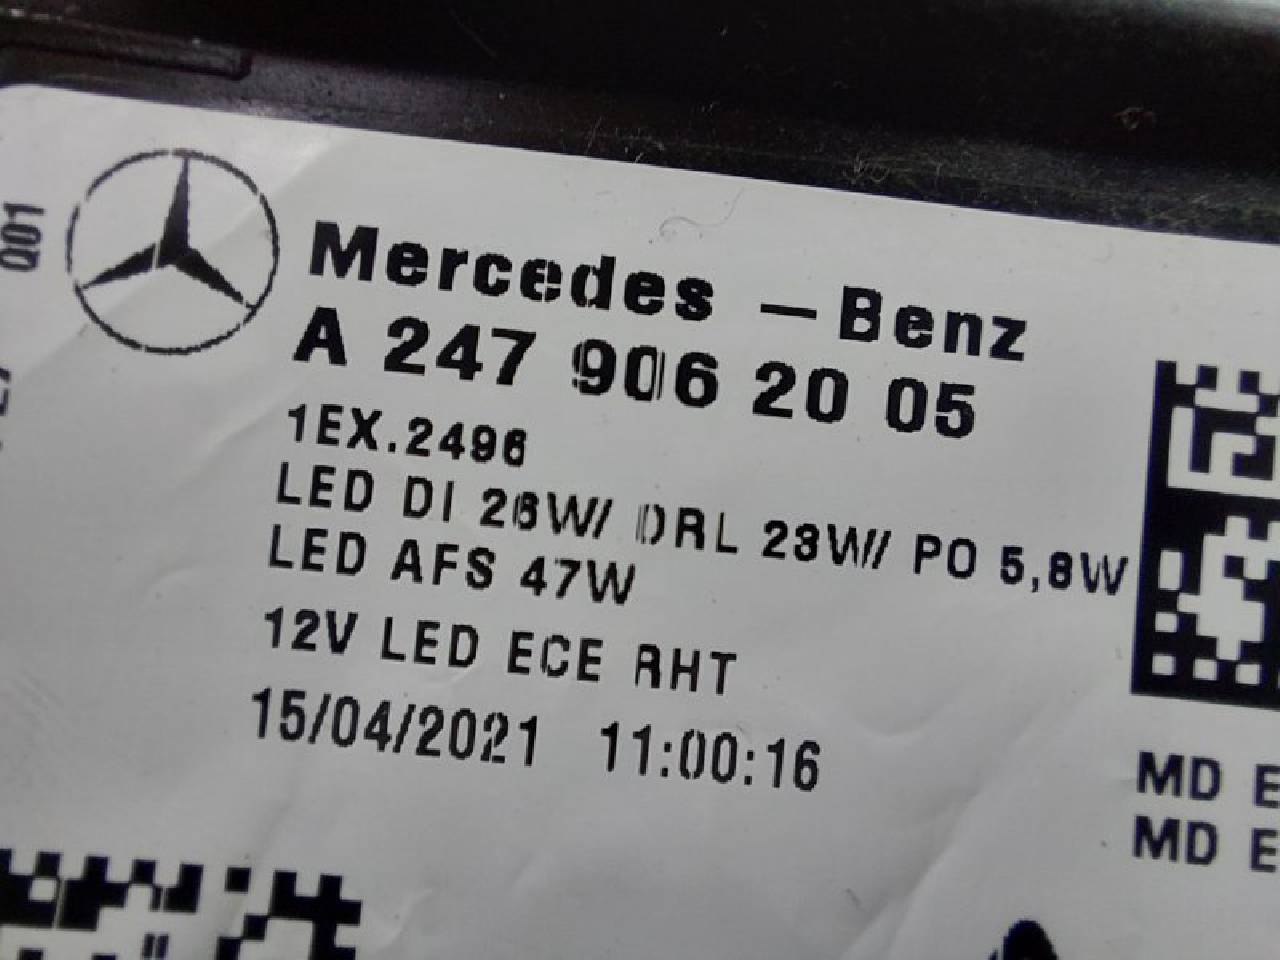 Q01
Mercedes – Benz
A 247 906 20 05
1EX.2496
LED DI 26W// DRL 23W// PO 5,8W
LED AFS 47W
12V LED ECE RHT
15/04/2021 11:00:16
MD E
MD E